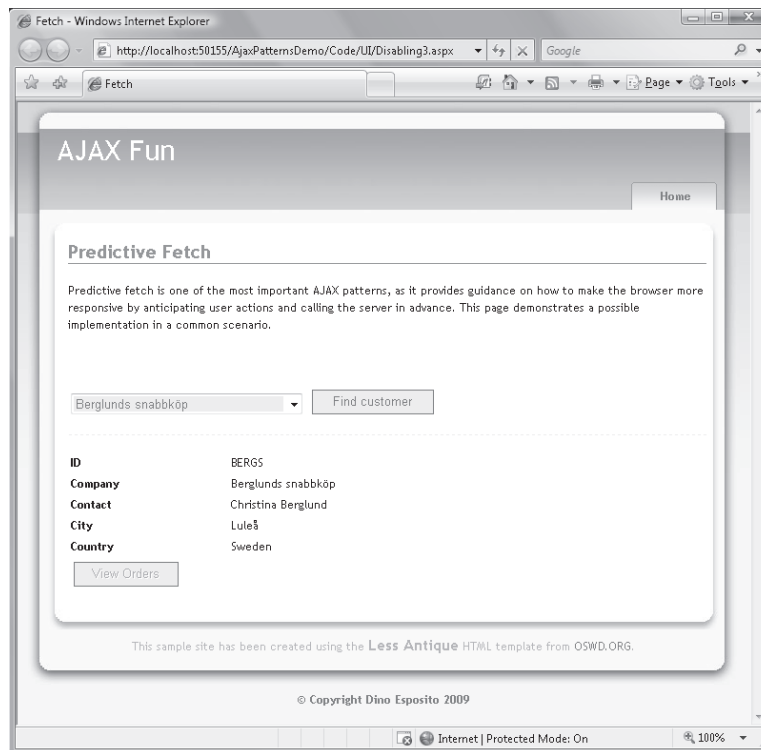 Fetch - Windows Internet Explorer
http://localhost:50155/AjaxPatternsDemo/Code/UI/Disabling3.aspx
Google
Fetch
Page
Tools
AJAX Fun
Home
Predictive Fetch
Predictive fetch is one of the most important AJAX patterns, as it provides guidance on how to make the browser more
responsive by anticipating user actions and calling the server in advance. This page demonstrates a possible
implementation in a common scenario.
Berglunds snabbköp
Find customer
ID BERGS
Company Berglunds snabbköp
Contact Christina Berglund
City Luleå
Country Sweden
View Orders
This sample site has been created using the Less Antique HTML template from OSWD.ORG.
© Copyright Dino Esposito 2009
Internet | Protected Mode: On
100%